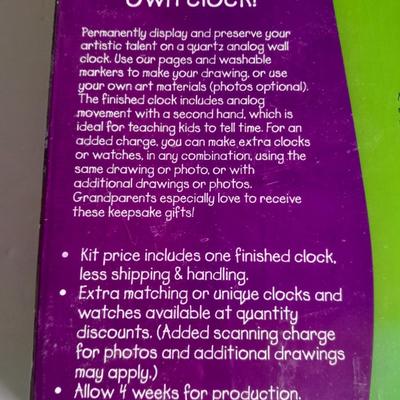 Own Clock!
Permanently display and preserve your
artistic talent on a quartz analog wall
clock. Use our pages and washable
markers to make your drawing, or use
your own art materials (photos optional).
The finished clock includes analog
movement with a second hand, which is
ideal for teaching kids to tell time. For an
added charge, you can make extra clocks
or watches, in any combination, using the
same drawing or photo, or with
additional drawings or photos.
Grandparents especially love to receive
these keepsake gifts!
• Kit price includes one finished clock,
less shipping & handling.
• Extra matching or unique clocks and
watches available at quantity
discounts. (Added scanning charge
for photos and additional drawings
may apply.)
• Allow 4 weeks for production.